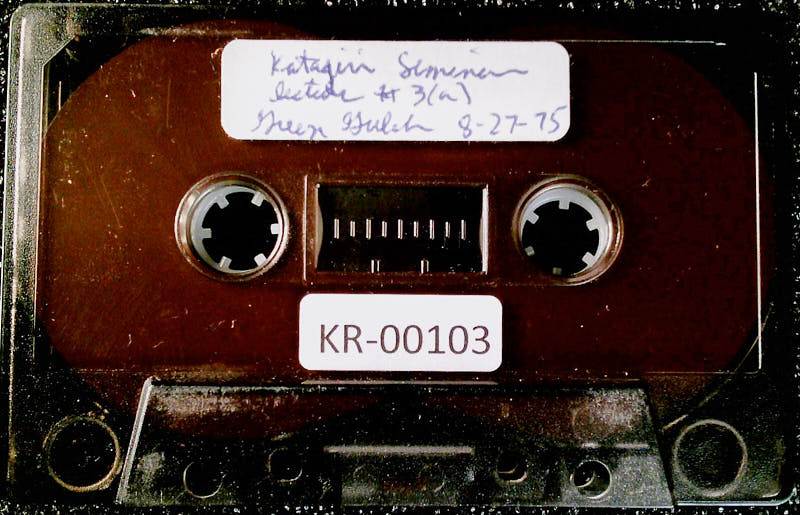 Katagiri Seminar
lecture # 3(a)
Green Gulch 8-27-75
KR-00103